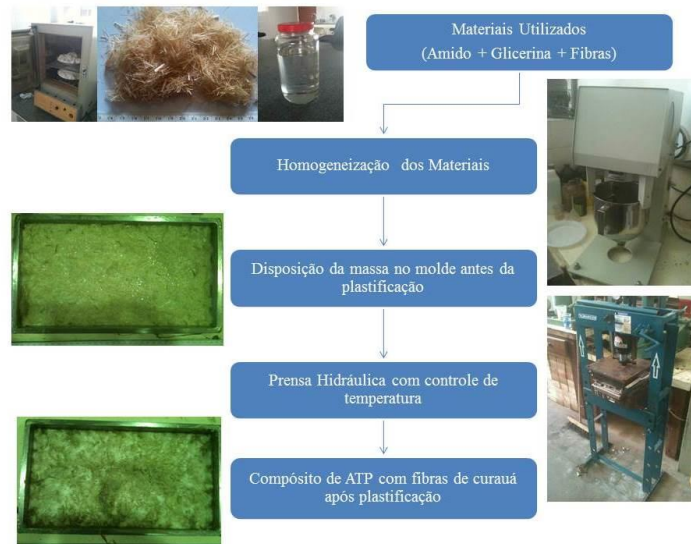 Materiais Utilizados
(Amido + Glicerina + Fibras)
Homogeneização dos Materiais
Disposição da massa no molde antes da
plastificação
Prensa Hidráulica com controle de
temperatura
Compósito de ATP com fibras de curauá
após plastificação